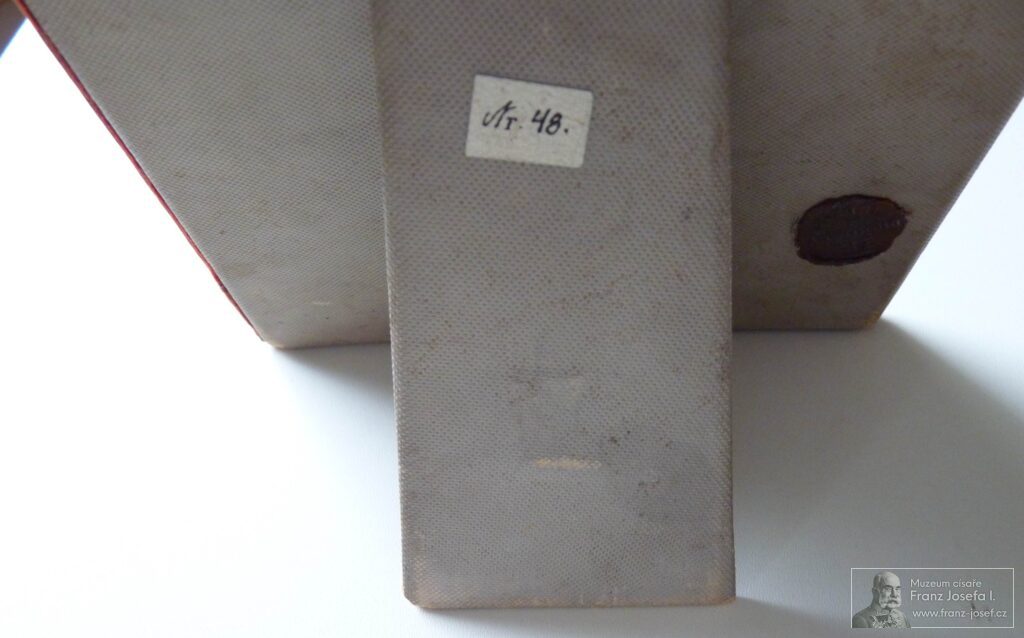 Nr. 48.
Muzeum císaře
Franz Josefa I.
www.franz-josef.cz